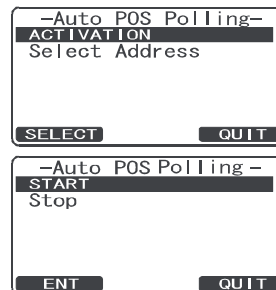 –Auto POS Polling–
ACTIVATION
Select Address
SELECT QUIT
–Auto POS Polling–
START
Stop
ENT QUIT